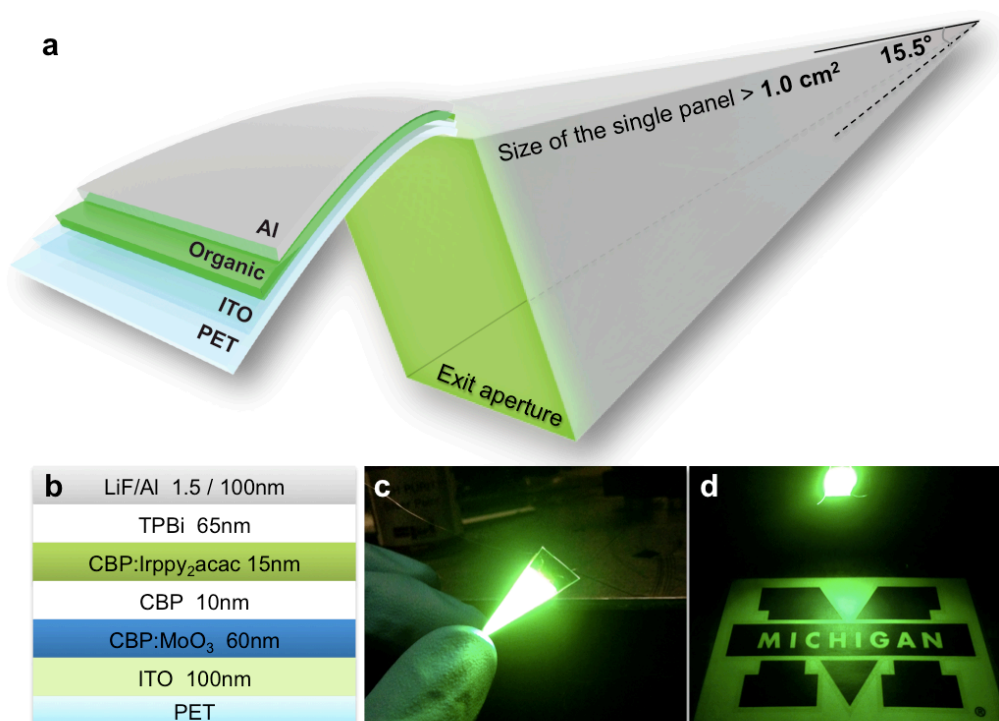 a
15.5°
Size of the single panel > 1.0 cm²
Al
Organic
ITO
PET
Exit aperture
b
LiF/Al 1.5 / 100nm
TPBi 65nm
CBP:Irppy₂acac 15nm
CBP 10nm
CBP:MoO₃ 60nm
ITO 100nm
PET
c
d
MICHIGAN
®